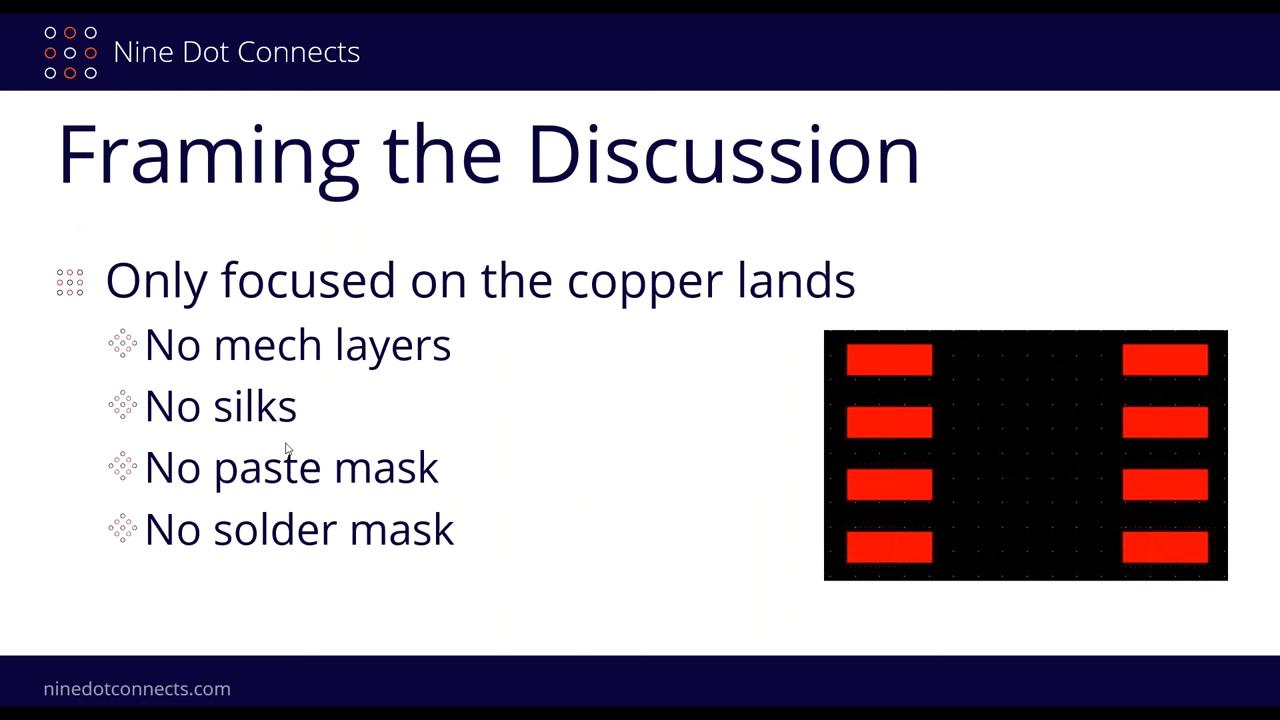 Nine Dot Connects
Framing the Discussion
Only focused on the copper lands
No mech layers
No silks
No paste mask
No solder mask
ninedotconnects.com